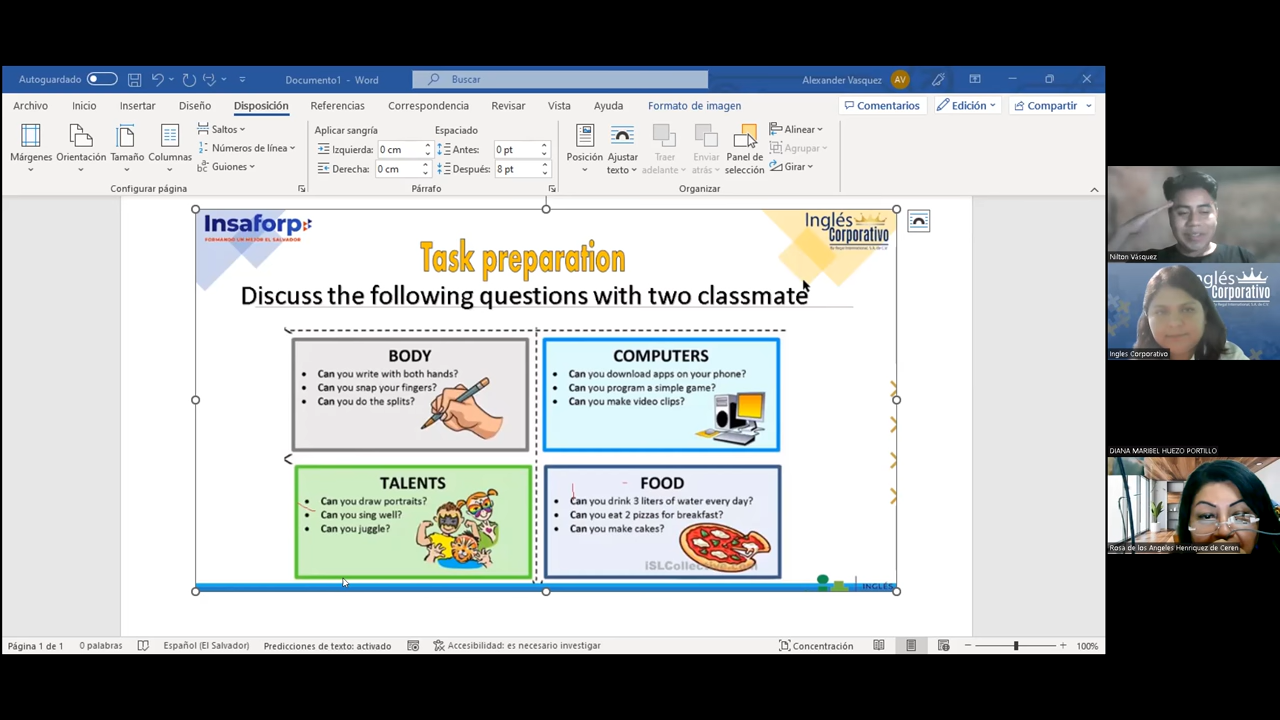 Autoguardado
Documento1 - Word
Buscar
Alexander Vasquez
AV
Archivo Inicio Insertar Diseño Disposición Referencias Correspondencia Revisar Vista Ayuda Formato de imagen
Comentarios
Edición
Compartir
Márgenes
Orientación
Tamaño
Columnas
Saltos
Números de línea
Guiones
Configurar página
Aplicar sangría
Izquierda: 0 cm
Derecha: 0 cm
Espaciado
Antes: 0 pt
Después: 8 pt
Párrafo
Posición
Ajustar texto
Traer adelante
Enviar atrás
Panel de selección
Alinear
Agrupar
Girar
Organizar
Insaforp
FORMANDO UN MEJOR EL SALVADOR
Inglés
Corporativo
Task preparation
Discuss the following questions with two classmate
BODY
• Can you write with both hands?
• Can you snap your fingers?
• Can you do the splits?
COMPUTERS
• Can you download apps on your phone?
• Can you program a simple game?
• Can you make video clips?
TALENTS
• Can you draw portraits?
• Can you sing well?
• Can you juggle?
FOOD
• Can you drink 3 liters of water every day?
• Can you eat 2 pizzas for breakfast?
• Can you make cakes?
iSLCollective.com
INGLÉS
Página 1 de 1
0 palabras
Español (El Salvador)
Predicciones de texto: activado
Accesibilidad: es necesario investigar
Concentración
100%
Nilton Vásquez
Corporativo
Ingles Corporativo
DIANA MARIBEL HUEZO PORTILLO
Rosa de los Angeles Henriquez de Ceren